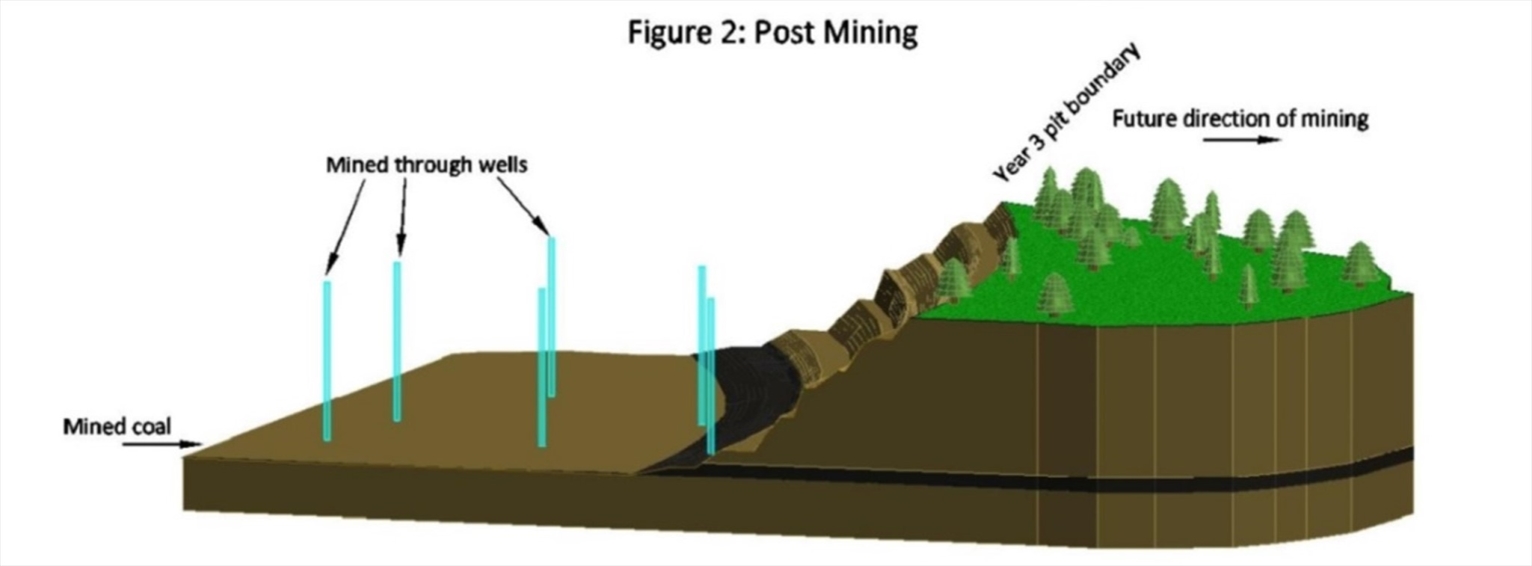 Figure 2: Post Mining
Year 3 pit boundary
Future direction of mining
Mined through wells
Mined coal